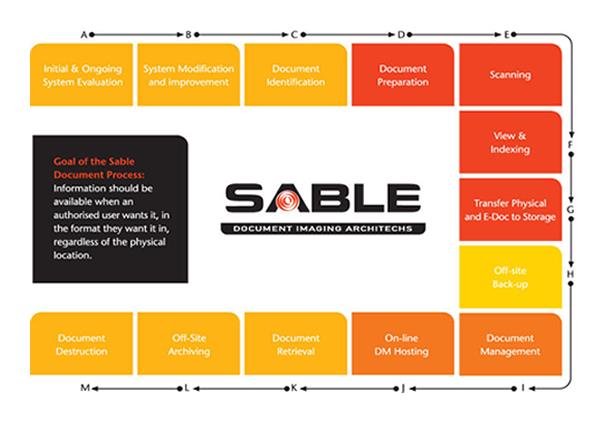 A B C D E
Initial & Ongoing
System Evaluation
System Modification
and improvement
Document
Identification
Document
Preparation
Scanning
View &
Indexing
F
Transfer Physical
and E-Doc to Storage
G
Off-site
Back-up
H
Goal of the Sable
Document Process:
Information should be
available when an
authorised user wants it, in
the format they want it in,
regardless of the physical
location.
SABLE
DOCUMENT IMAGING ARCHITECHS
Document
Destruction
Off-Site
Archiving
Document
Retrieval
On-line
DM Hosting
Document
Management
M L K J I